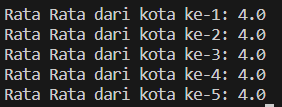 Rata Rata dari kota ke-1: 4.0
Rata Rata dari kota ke-2: 4.0
Rata Rata dari kota ke-3: 4.0
Rata Rata dari kota ke-4: 4.0
Rata Rata dari kota ke-5: 4.0